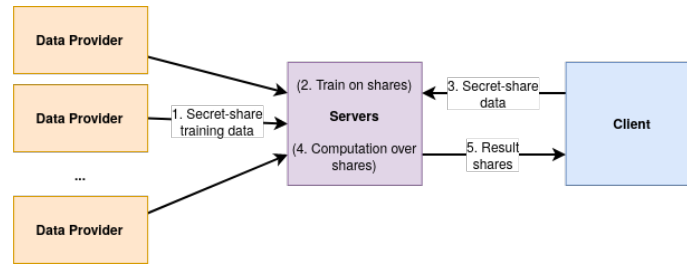 Data Provider
Data Provider
...
Data Provider
1. Secret-share
training data
(2. Train on shares)
Servers
(4. Computation over
shares)
3. Secret-share
data
5. Result
shares
Client